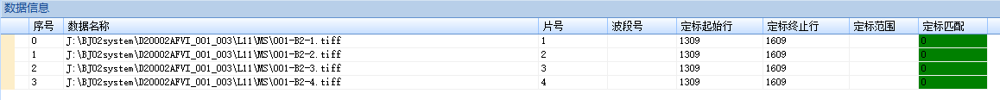 数据信息
序号 数据名称 片号 波段号 定标起始行 定标终止行 定标范围 定标匹配
0 J:\BJ02system\D20002AFVI_001_003\L11\MS\001-B2-1.tiff 1 1309 1609 0
1 J:\BJ02system\D20002AFVI_001_003\L11\MS\001-B2-2.tiff 2 1309 1609 0
2 J:\BJ02system\D20002AFVI_001_003\L11\MS\001-B2-3.tiff 3 1309 1609 0
3 J:\BJ02system\D20002AFVI_001_003\L11\MS\001-B2-4.tiff 4 1309 1609 0